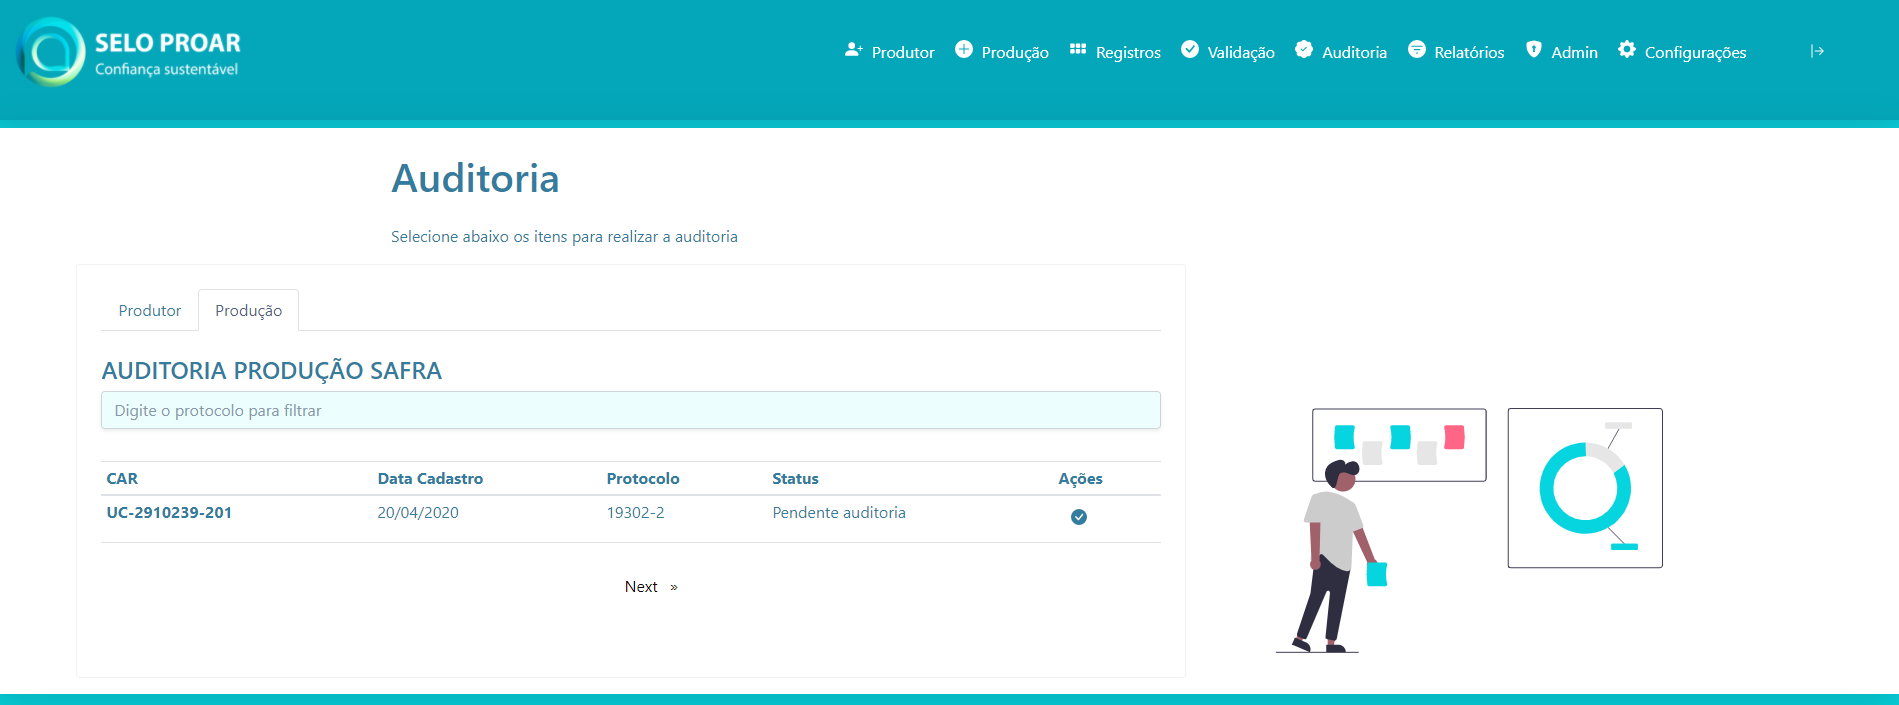 SELO PROAR
Confiança sustentável
Produtor Produção Registros Validação Auditoria Relatórios Admin Configurações
Auditoria
Selecione abaixo os itens para realizar a auditoria
Produtor Produção
AUDITORIA PRODUÇÃO SAFRA
Digite o protocolo para filtrar
CAR Data Cadastro Protocolo Status Ações
UC-2910239-201 20/04/2020 19302-2 Pendente auditoria
Next »